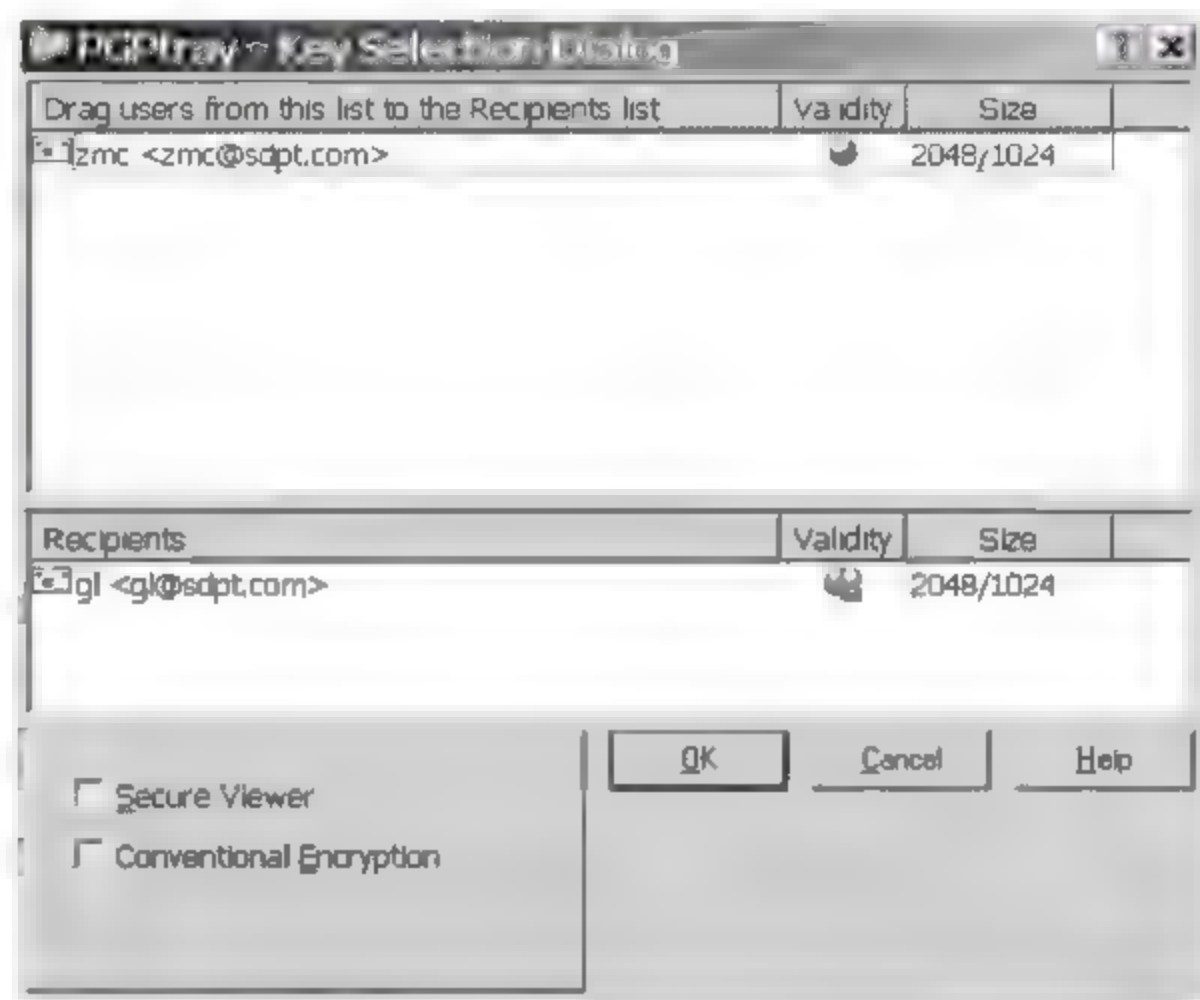 PGPtray - Key Selection Dialog
Drag users from this list to the Recipients list Validity Size
zmc <zmc@sdpt.com> 2048/1024
Recipients Validity Size
gl <gl@sdpt.com> 2048/1024
OK Cancel Help
Secure Viewer
Conventional Encryption